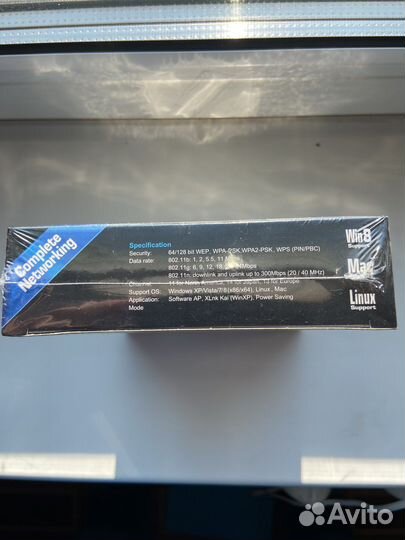 Complete
Networking
Specification
Security: 64/128 bit WEP, WPA-PSK,WPA2-PSK, WPS (PIN/PBC)
Data rate: 802.11b: 1, 2, 5.5, 11 M
802.11g: 6, 9, 12, 18,
802.11n: downlink and uplink up to 300Mbps (20 / 40 MHz)
Channel: 11 for North America, 14 for Japan, 13 for Europe
Support OS: Windows XP/Vista/7/8(x86/x64), Linux, Mac
Application: Software AP, XLnk Kai (WinXP), Power Saving
Mode
Win8
Support
Mac
Linux
Support
Avito